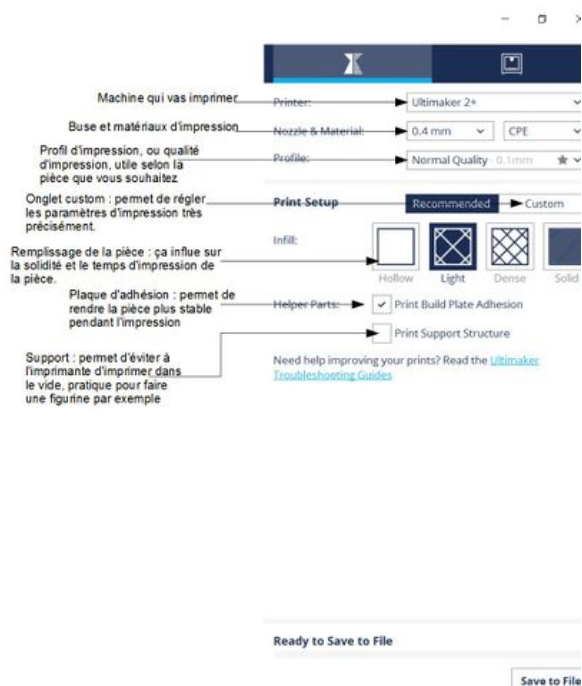 Machine qui vas imprimer
Printer:
Ultimaker 2+
Buse et matériaux d'impression
Nozzle & Material:
0.4 mm
CPE
Profil d'impression, ou qualité
d'impression, utile selon la
pièce que vous souhaitez
Profile:
Normal Quality - 0.1mm
Onglet custom : permet de régler
les paramètres d'impression très
précisément.
Print Setup
Recommended
Custom
Remplissage de la pièce : ça influe sur
la solidité et le temps d'impression de
la pièce.
Infill:
Hollow
Light
Dense
Solid
Plaque d'adhésion : permet de
rendre la pièce plus stable
pendant l'impression
Helper Parts:
Print Build Plate Adhesion
Print Support Structure
Support : permet d'éviter à
l'imprimante d'imprimer dans
le vide, pratique pour faire
une figurine par exemple
Need help improving your prints? Read the Ultimaker
Troubleshooting Guides
Ready to Save to File
Save to File